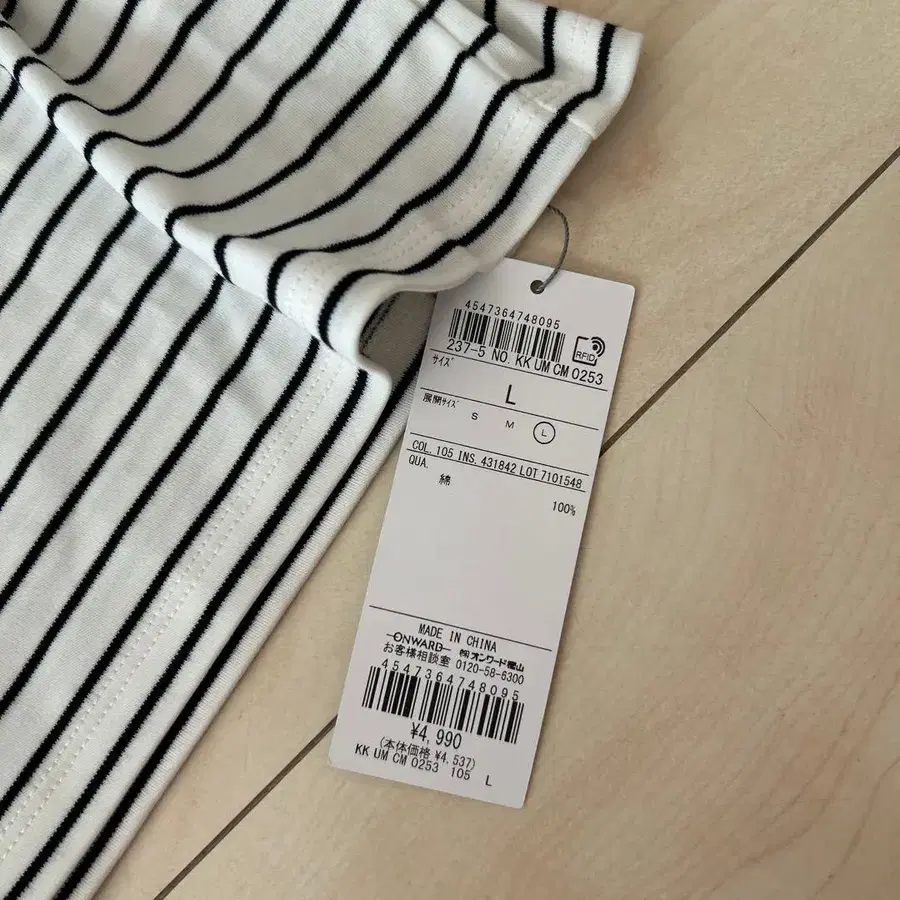 4547364748095
RFID
237-5 NO. KK UM CM 0253
サイズ
L
展開サイズ
S M L
COL. 105 INS. 431842 LOT 7101548
QUA.
綿 100%
MADE IN CHINA
ONWARD ㈱オンワード樫山
お客様相談室 0120-58-6300
4547364748095
¥4,990
(本体価格 ¥4,537)
KK UM CM 0253 105 L